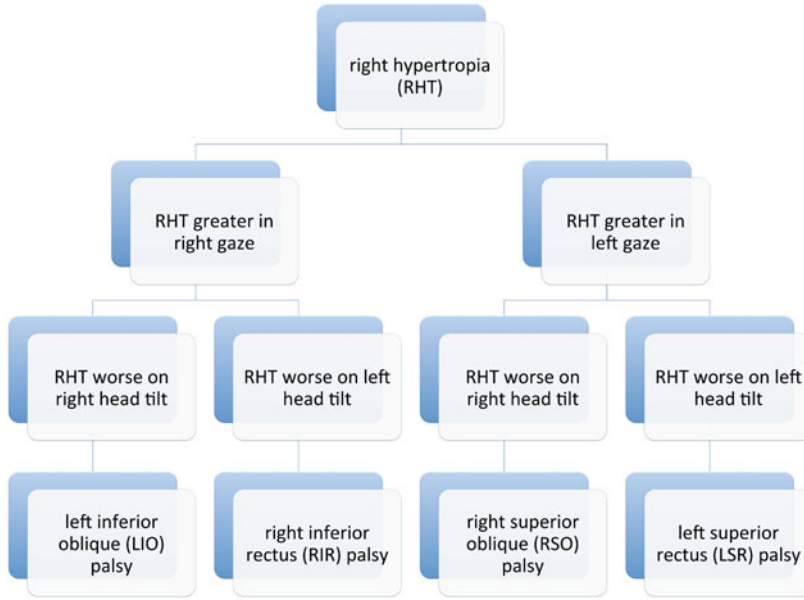 right hypertropia
(RHT)
RHT greater in
right gaze
RHT greater in
left gaze
RHT worse on
right head tilt
RHT worse on left
head tilt
RHT worse on
right head tilt
RHT worse on left
head tilt
left inferior
oblique (LIO)
palsy
right inferior
rectus (RIR) palsy
right superior
oblique (RSO)
palsy
left superior
rectus (LSR) palsy